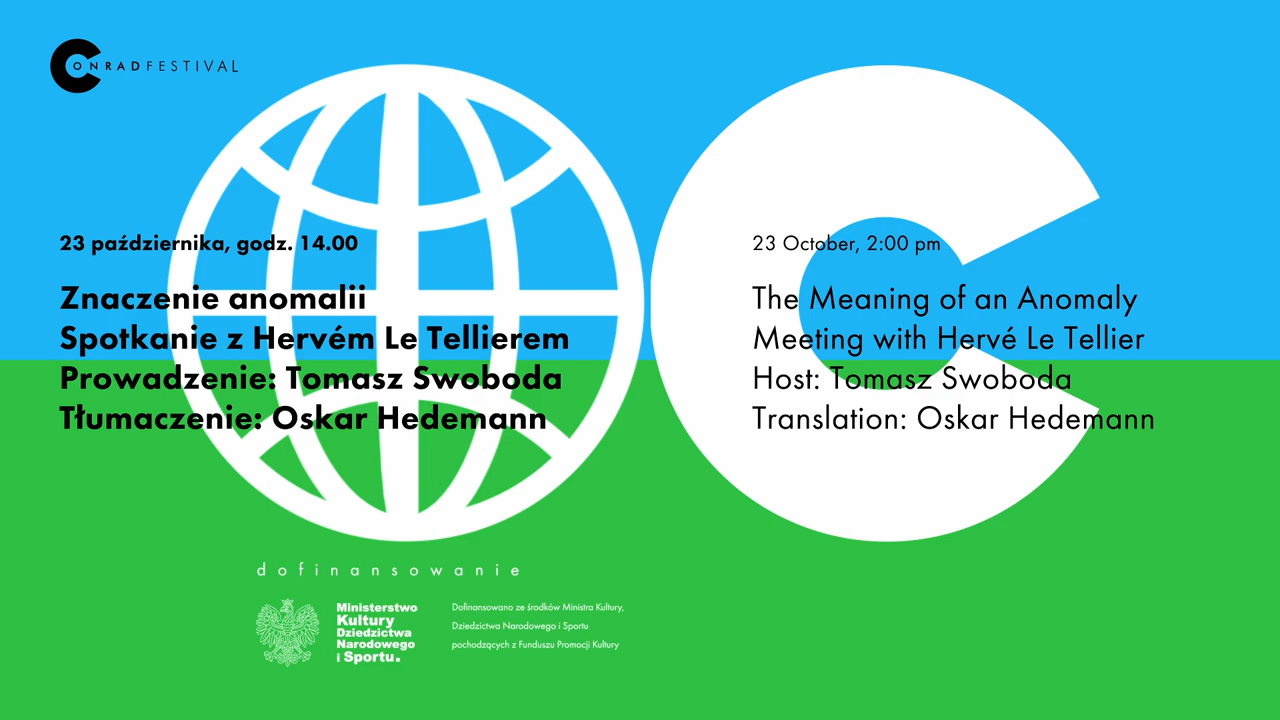 CONRADFESTIVAL
23 października, godz. 14.00
Znaczenie anomalii
Spotkanie z Hervém Le Tellierem
Prowadzenie: Tomasz Swoboda
Tłumaczenie: Oskar Hedemann
23 October, 2:00 pm
The Meaning of an Anomaly
Meeting with Hervé Le Tellier
Host: Tomasz Swoboda
Translation: Oskar Hedemann
dofinansowanie
Ministerstwo
Kultury
Dziedzictwa
Narodowego
i Sportu.
Dofinansowano ze środków Ministra Kultury,
Dziedzictwa Narodowego i Sportu
pochodzących z Funduszu Promocji Kultury